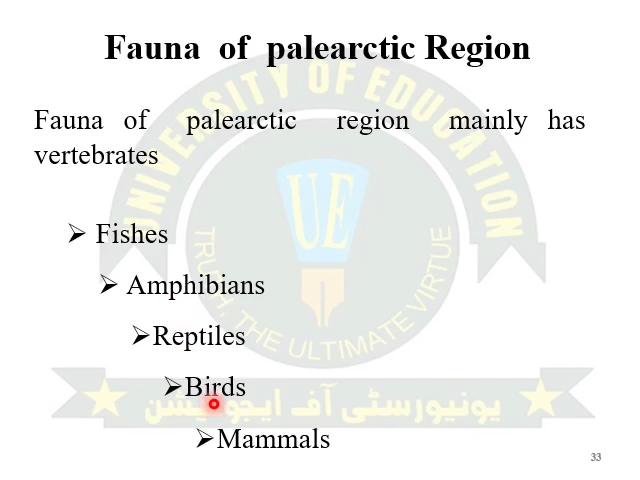 Fauna of palearctic Region
Fauna of palearctic region mainly has
vertebrates
➢ Fishes
➢ Amphibians
➢Reptiles
➢Birds
➢Mammals
UNIVERSITY OF EDUCATION
UE
TRUTH, THE ULTIMATE VIRTUE
یونیورسٹی آف ایجوکیشن
33